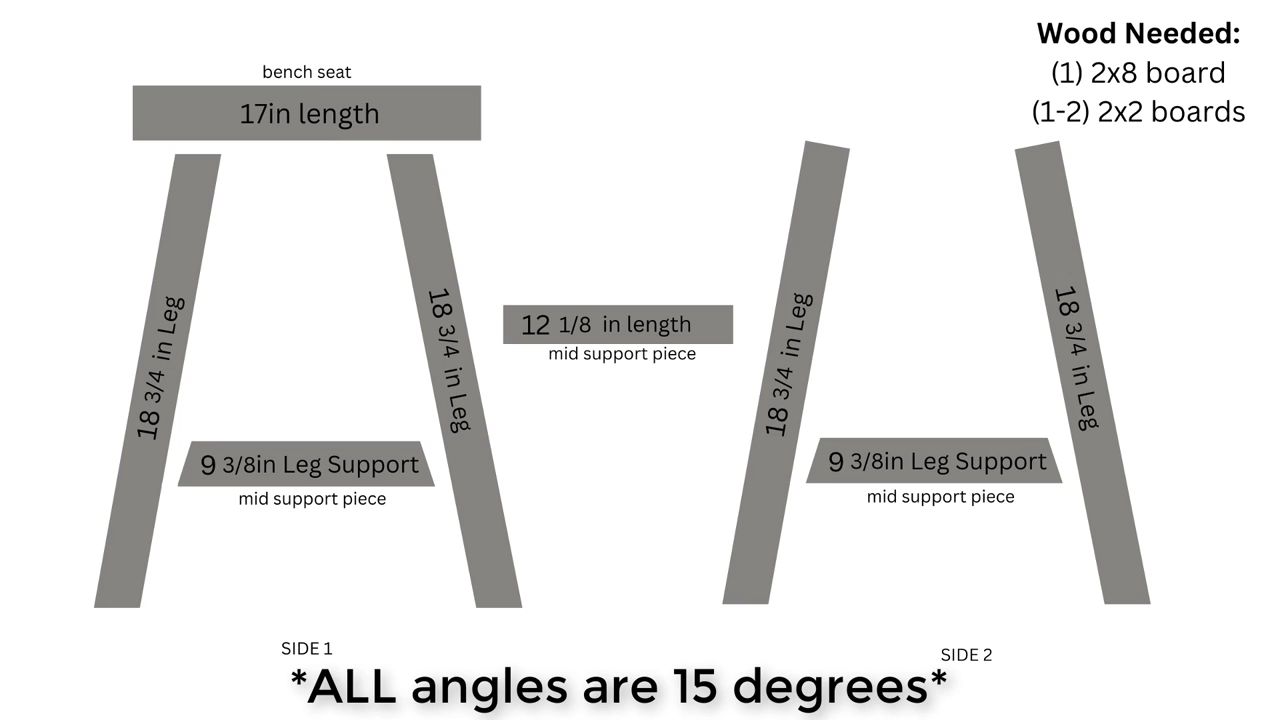 Wood Needed:
(1) 2x8 board
(1-2) 2x2 boards
bench seat
17in length
18 3/4 in Leg
18 3/4 in Leg
9 3/8in Leg Support
mid support piece
12 1/8 in length
mid support piece
18 3/4 in Leg
18 3/4 in Leg
9 3/8in Leg Support
mid support piece
SIDE 1
SIDE 2
*ALL angles are 15 degrees*